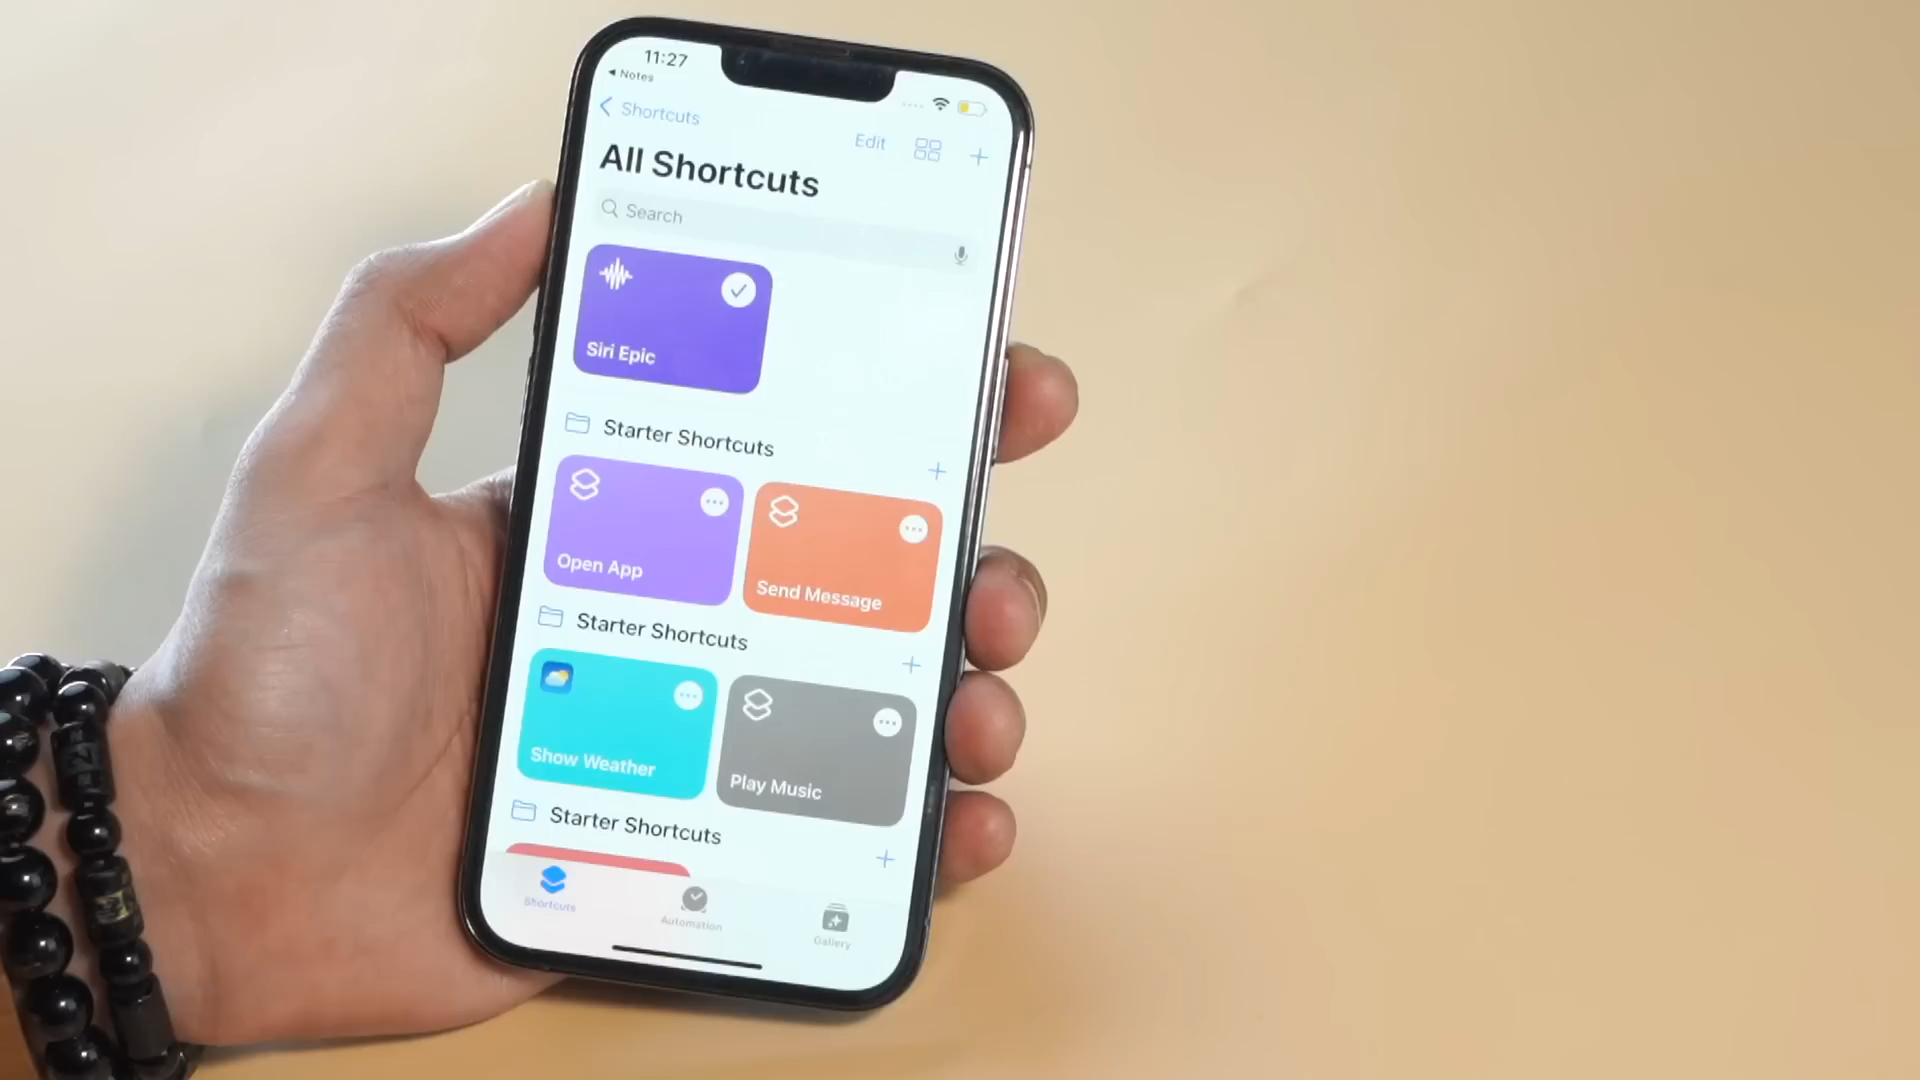 11:27
Notes
Shortcuts
Edit
All Shortcuts
Search
Siri Epic
Starter Shortcuts
Open App
Send Message
Starter Shortcuts
Show Weather
Play Music
Starter Shortcuts
Shortcuts
Automation
Gallery